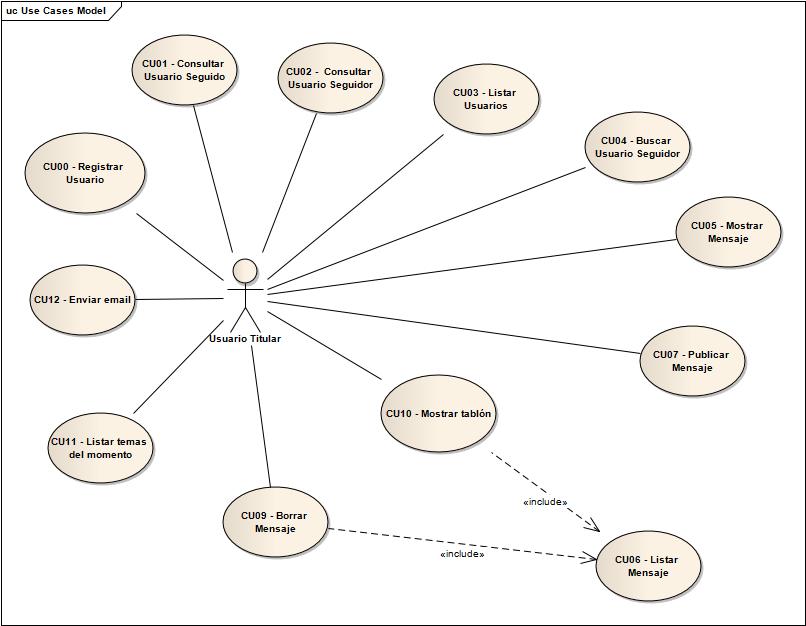 uc Use Cases Model
CU01 - Consultar
Usuario Seguido
CU02 - Consultar
Usuario Seguidor
CU03 - Listar
Usuarios
CU04 - Buscar
Usuario Seguidor
CU00 - Registrar
Usuario
CU05 - Mostrar
Mensaje
CU12 - Enviar email
Usuario Titular
CU07 - Publicar
Mensaje
CU10 - Mostrar tablón
CU11 - Listar temas
del momento
«include»
CU09 - Borrar
Mensaje
«include»
CU06 - Listar
Mensaje